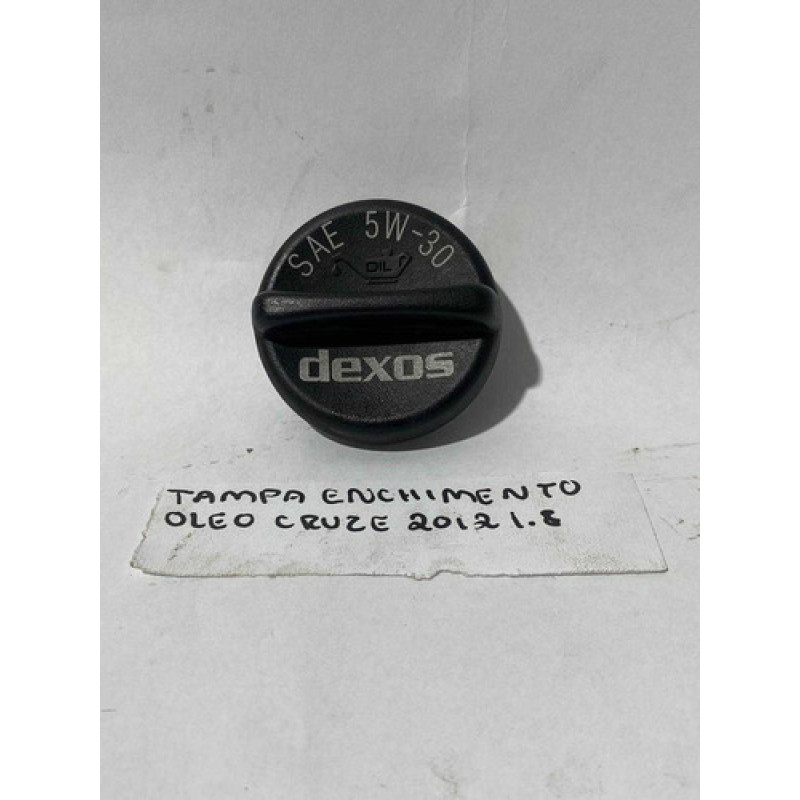 SAE 5W-30
OIL
dexos
TAMPA ENCHIMENTO
OLEO CRUZE 2012 1.8